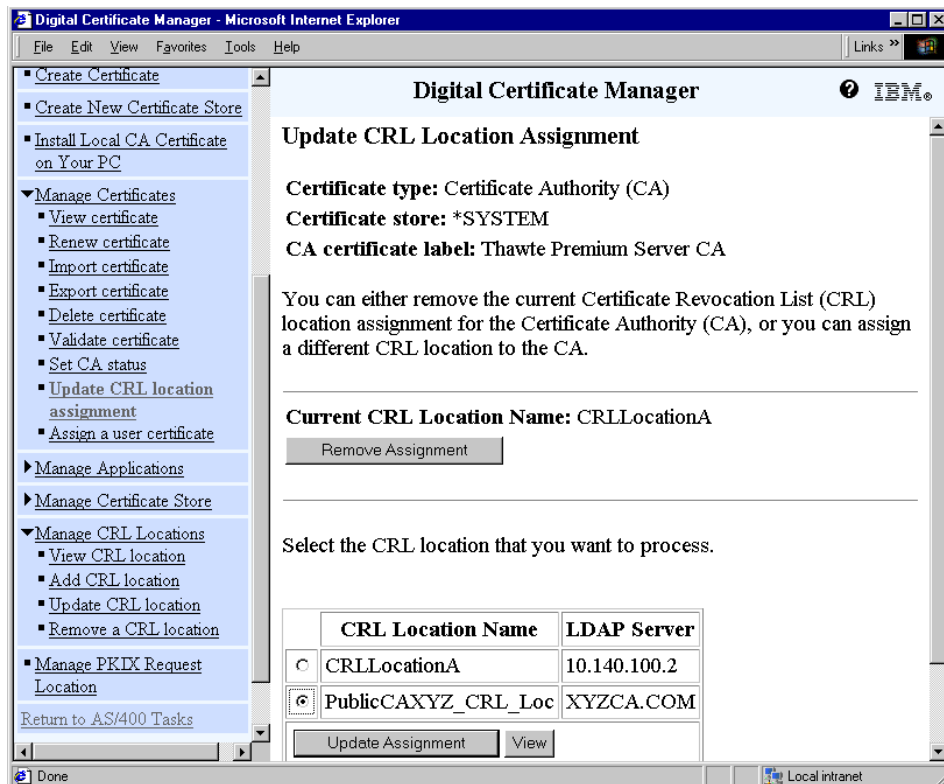 Digital Certificate Manager - Microsoft Internet Explorer
File Edit View Favorites Tools Help
Links »
Create Certificate
Create New Certificate Store
Install Local CA Certificate
on Your PC
Manage Certificates
View certificate
Renew certificate
Import certificate
Export certificate
Delete certificate
Validate certificate
Set CA status
Update CRL location
assignment
Assign a user certificate
Manage Applications
Manage Certificate Store
Manage CRL Locations
View CRL location
Add CRL location
Update CRL location
Remove a CRL location
Manage PKIX Request
Location
Return to AS/400 Tasks
Digital Certificate Manager
IBM®
Update CRL Location Assignment
Certificate type: Certificate Authority (CA)
Certificate store: *SYSTEM
CA certificate label: Thawte Premium Server CA
You can either remove the current Certificate Revocation List (CRL)
location assignment for the Certificate Authority (CA), or you can assign
a different CRL location to the CA.
Current CRL Location Name: CRLLocationA
Remove Assignment
Select the CRL location that you want to process.
CRL Location Name LDAP Server
CRLLocationA 10.140.100.2
PublicCAXYZ_CRL_Loc XYZCA.COM
Update Assignment View
Done
Local intranet